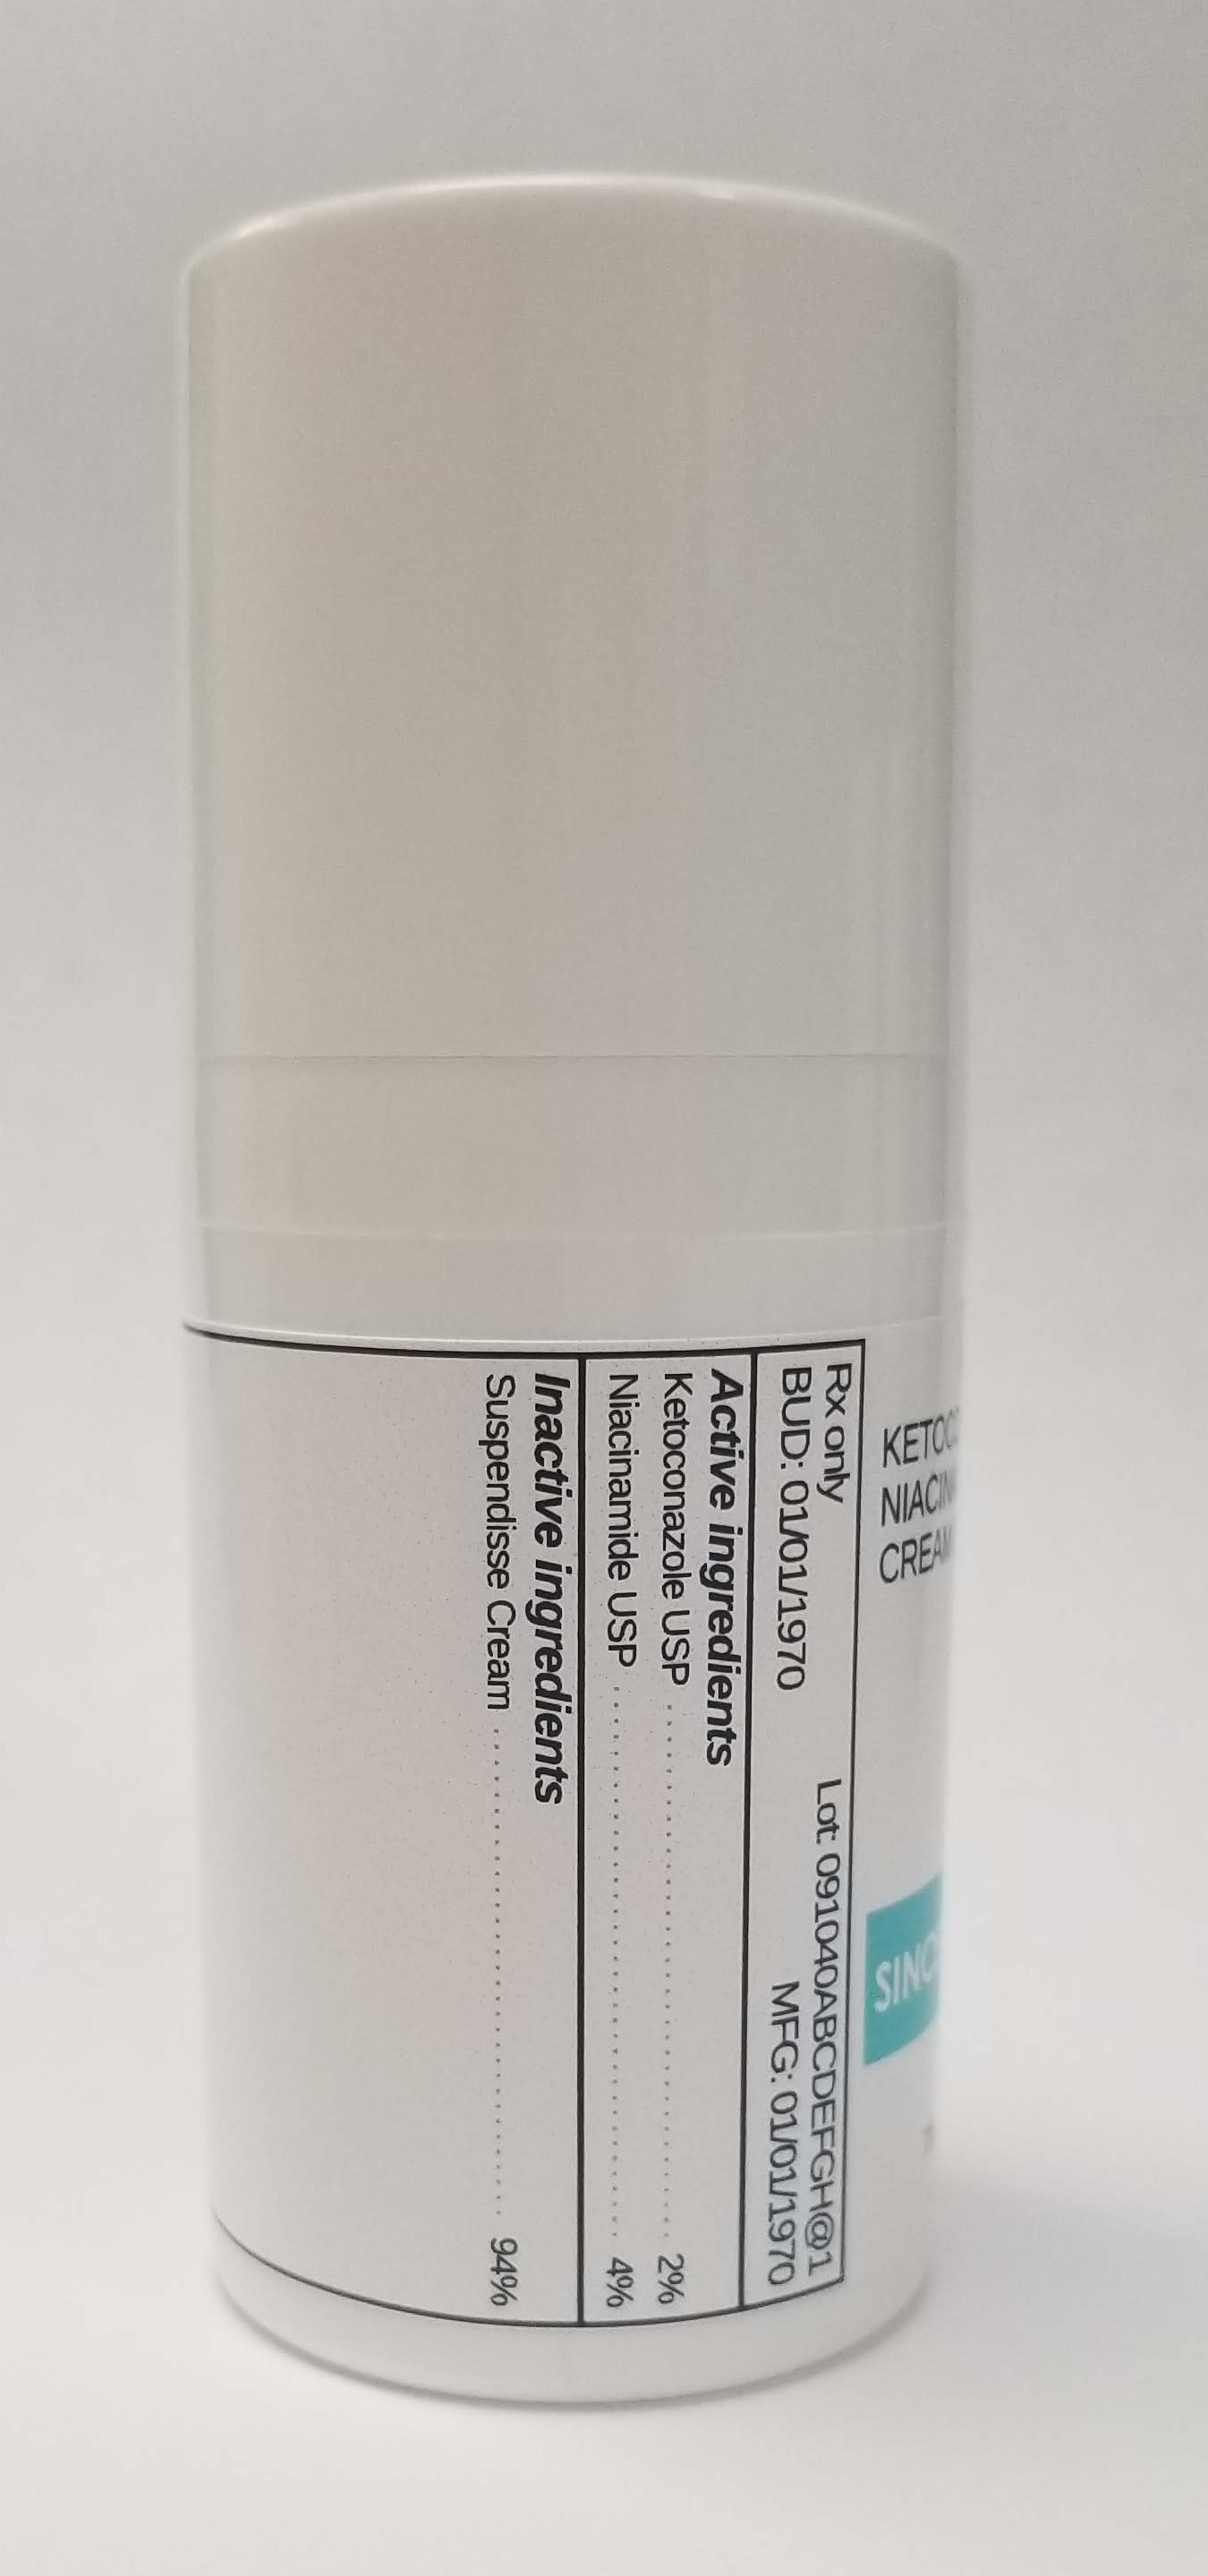 Rx only Lot: 091040ABCDEFGH@1
BUD: 01/01/1970 MFG: 01/01/1970
Active ingredients
Ketoconazole USP 2%
Niacinamide USP 4%
Inactive ingredients
Suspendisse Cream 94%
CREAM